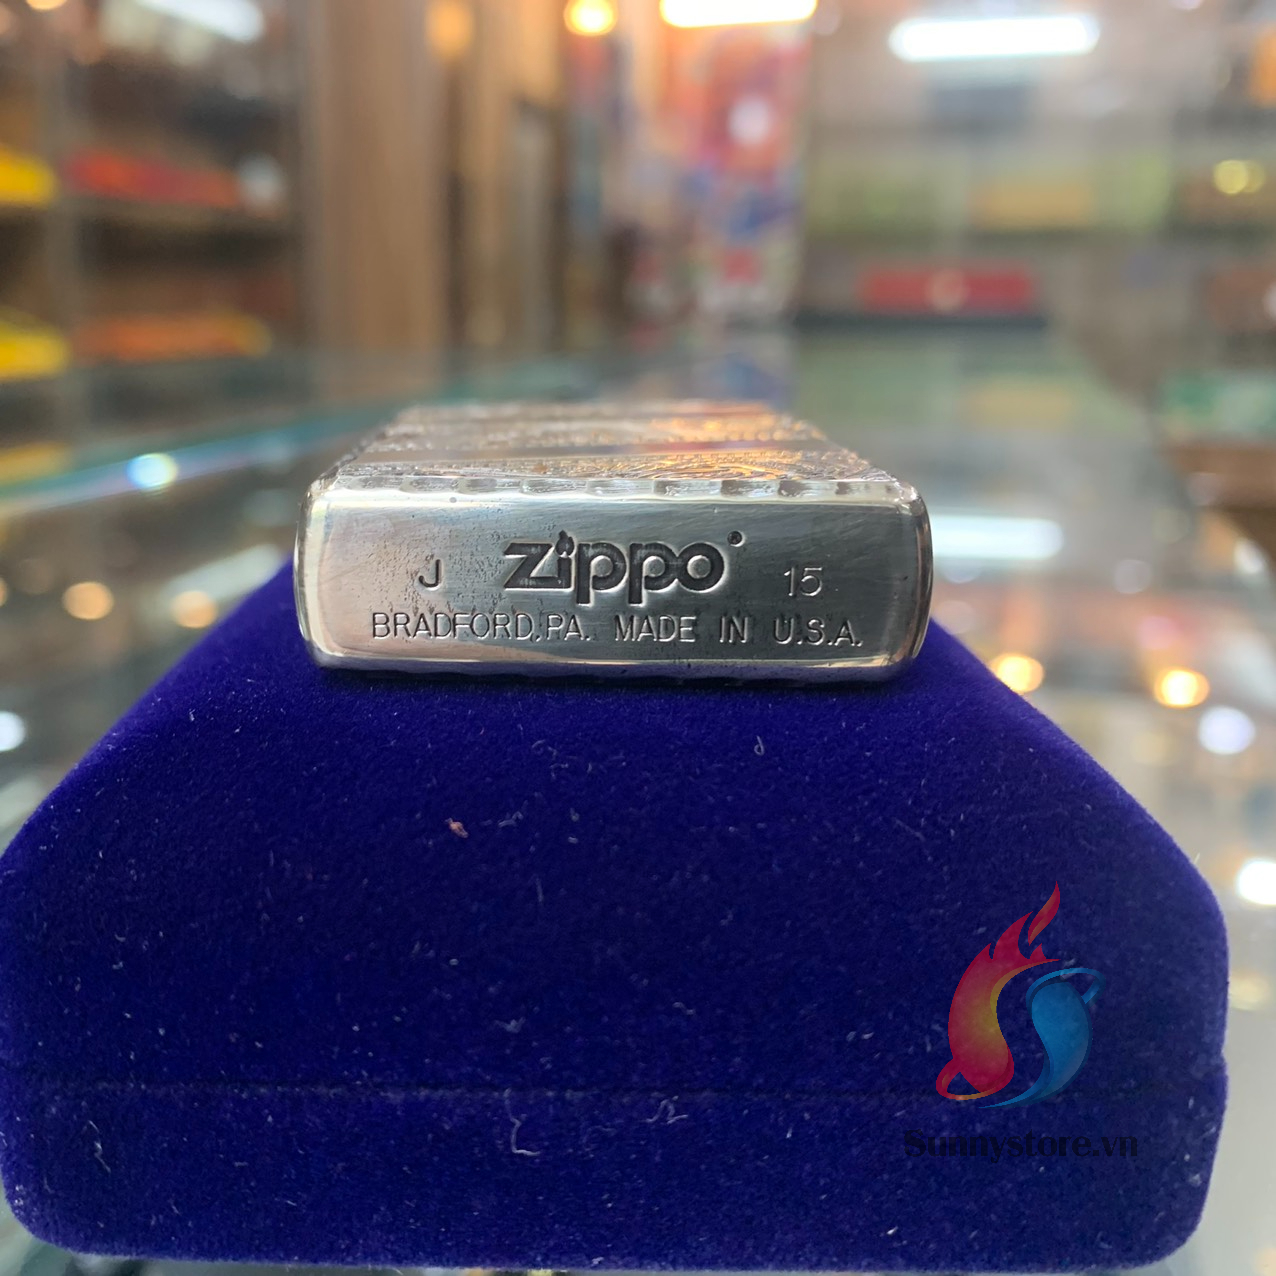 J Zippo® 15
BRADFORD, PA. MADE IN U.S.A.
Sunnystore.vn